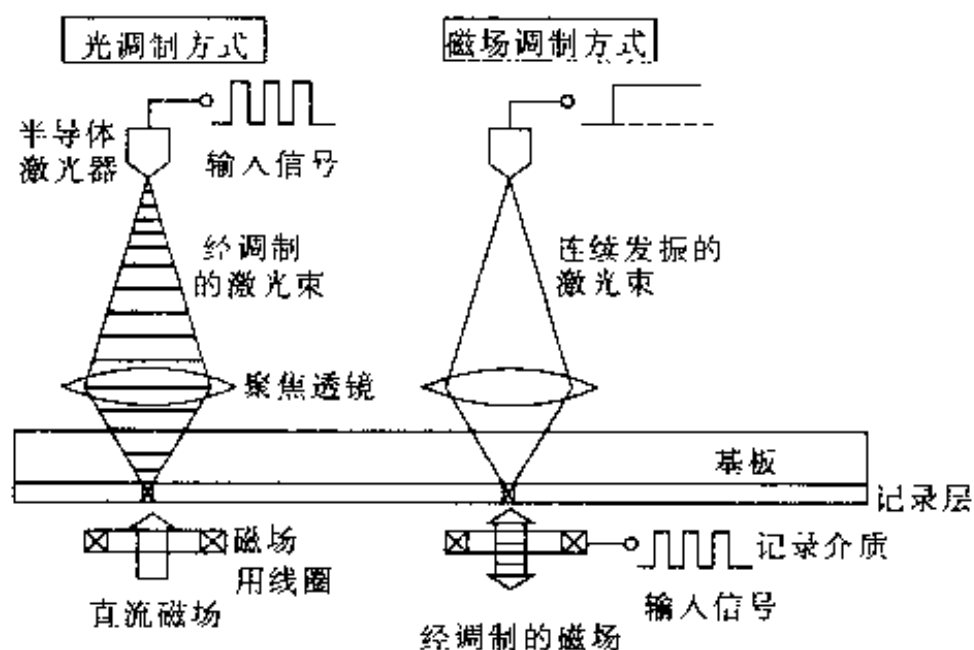 光调制方式
磁场调制方式
半导体
激光器
输入信号
经调制
的激光束
连续发振的
激光束
聚焦透镜
基板
记录层
磁场
用线圈
直流磁场
记录介质
输入信号
经调制的磁场